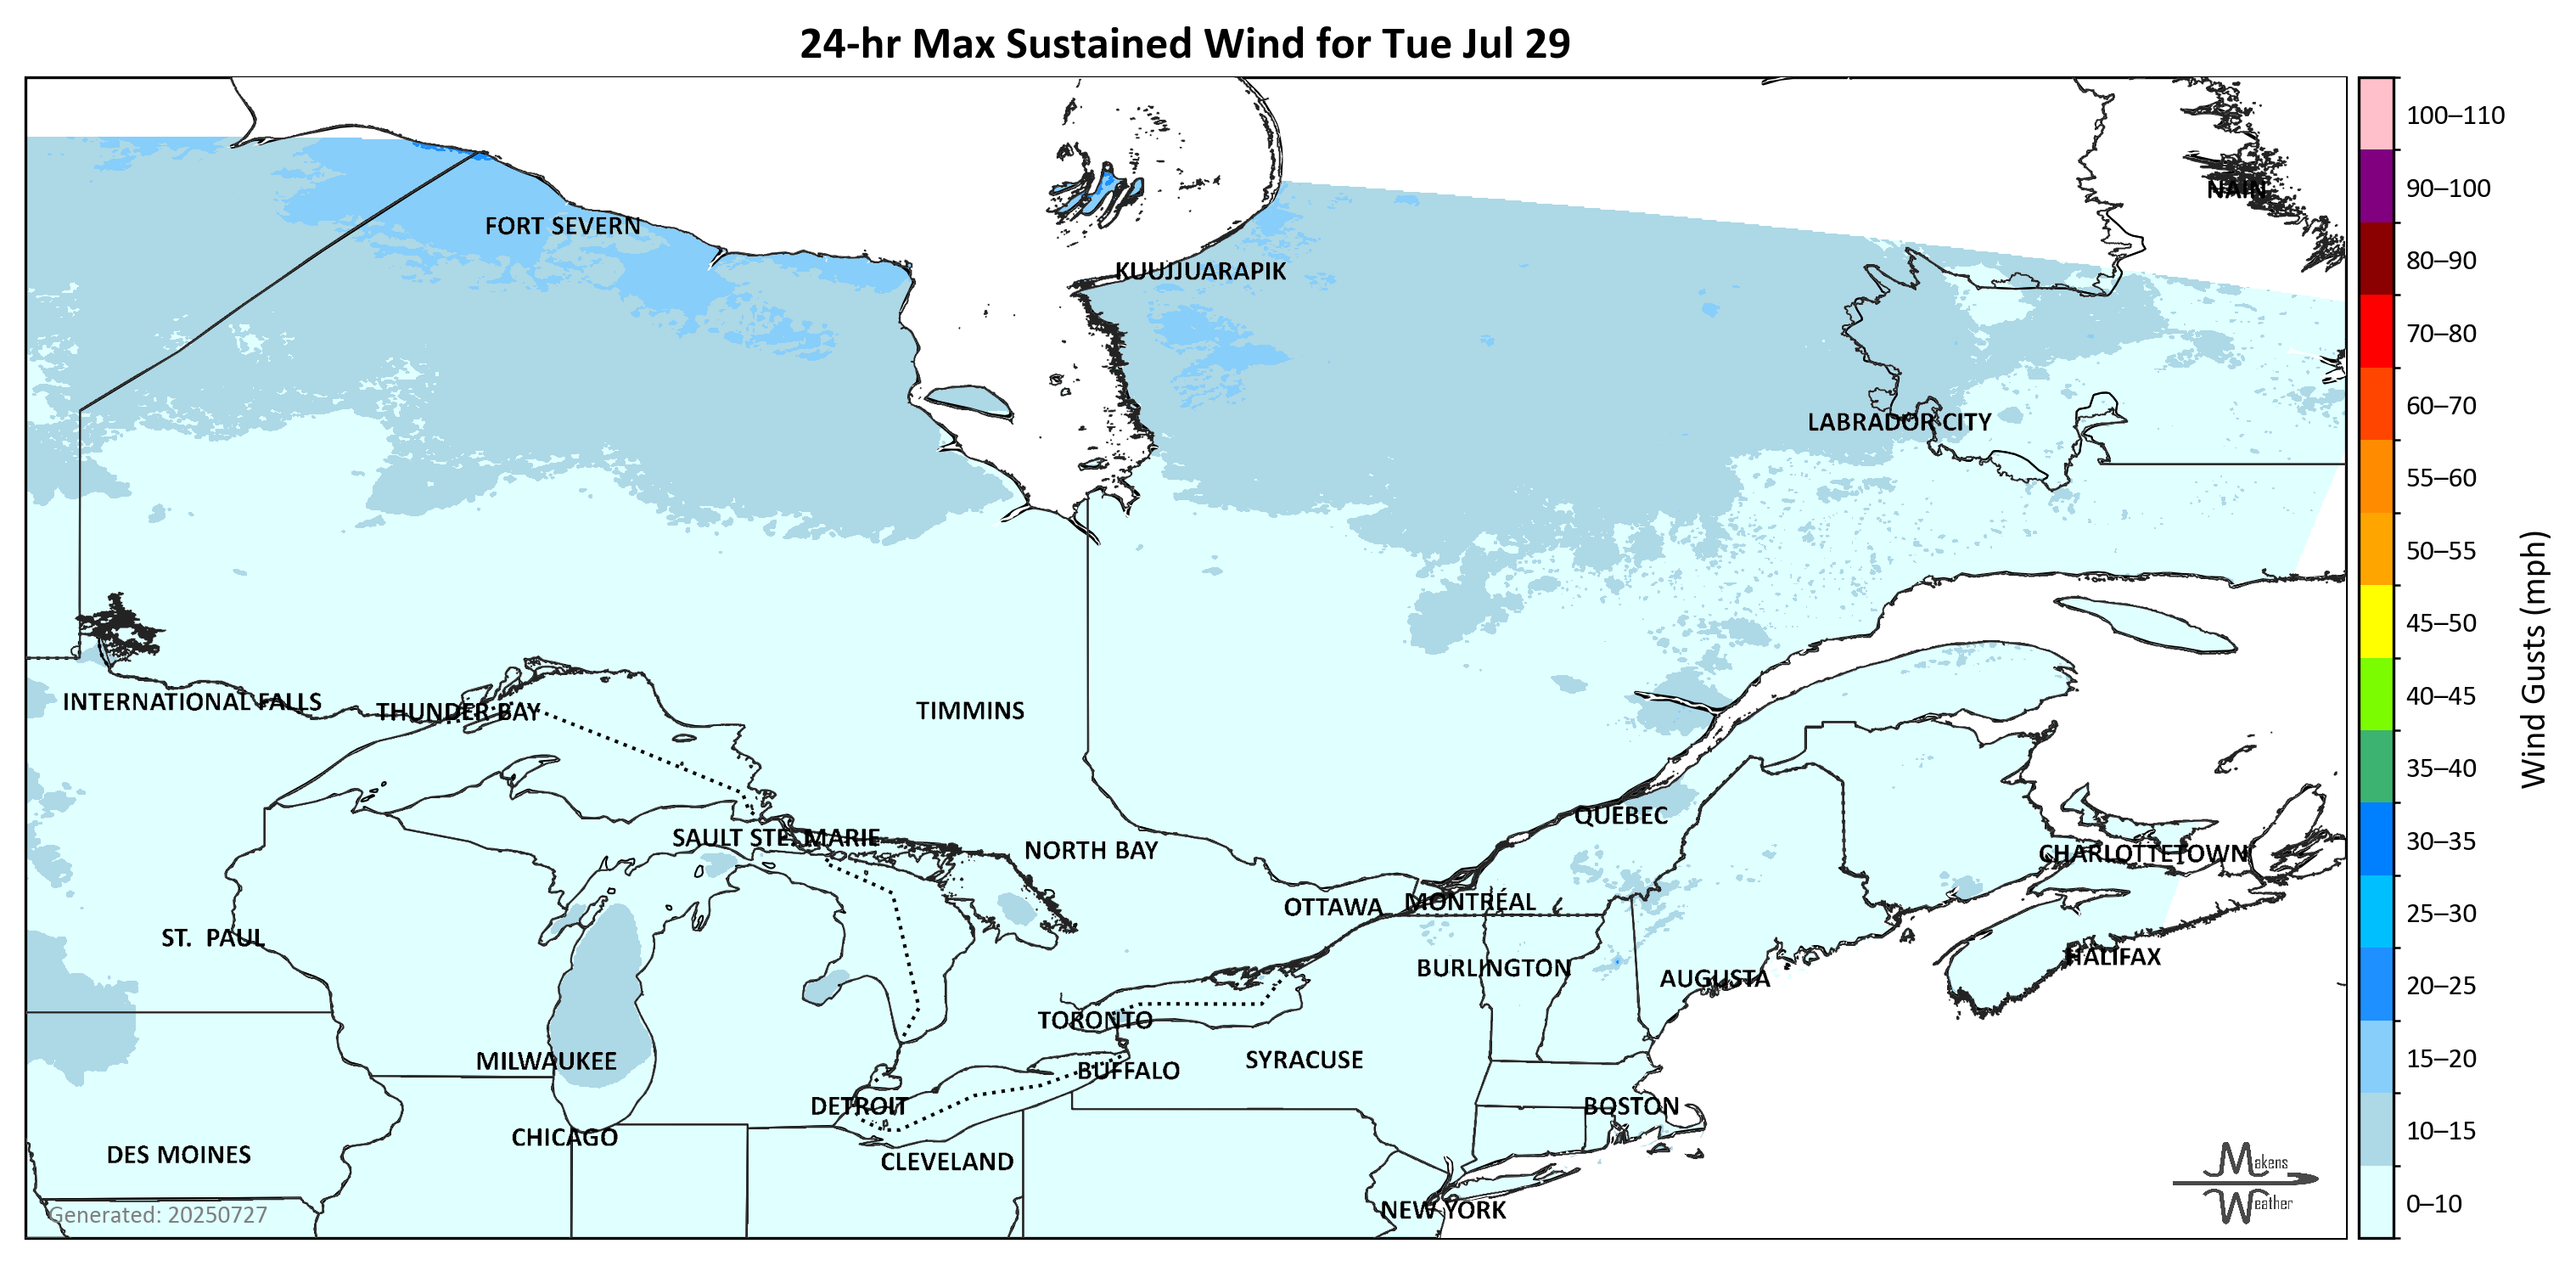 24-hr Max Sustained Wind for Tue Jul 29
100–110
90–100
80–90
70–80
60–70
55–60
50–55
45–50
40–45
35–40
30–35
25–30
20–25
15–20
10–15
0–10
Wind Gusts (mph)
NAIN
FORT SEVERN
KUUJJUARAPIK
LABRADOR CITY
INTERNATIONAL FALLS
THUNDER BAY
TIMMINS
QUEBEC
SAULT STE. MARIE
NORTH BAY
CHARLOTTETOWN
OTTAWA
MONTRÉAL
ST. PAUL
HALIFAX
BURLINGTON
AUGUSTA
TORONTO
MILWAUKEE
SYRACUSE
BUFFALO
DETROIT
BOSTON
CHICAGO
DES MOINES
CLEVELAND
NEW YORK
Makens
Weather
Generated: 20250727